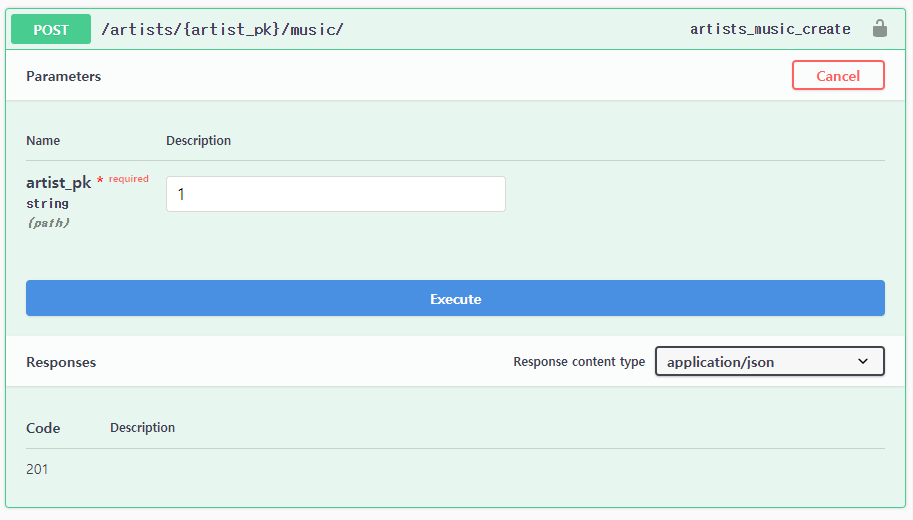 POST /artists/{artist_pk}/music/ artists_music_create
Parameters Cancel
Name Description
artist_pk * required
string
(path)
1
Execute
Responses Response content type application/json
Code Description
201